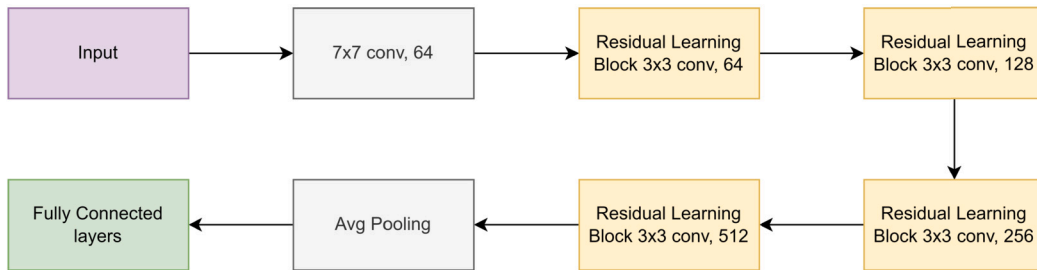 Input
7x7 conv, 64
Residual Learning
Block 3x3 conv, 64
Residual Learning
Block 3x3 conv, 128
Fully Connected
layers
Avg Pooling
Residual Learning
Block 3x3 conv, 512
Residual Learning
Block 3x3 conv, 256